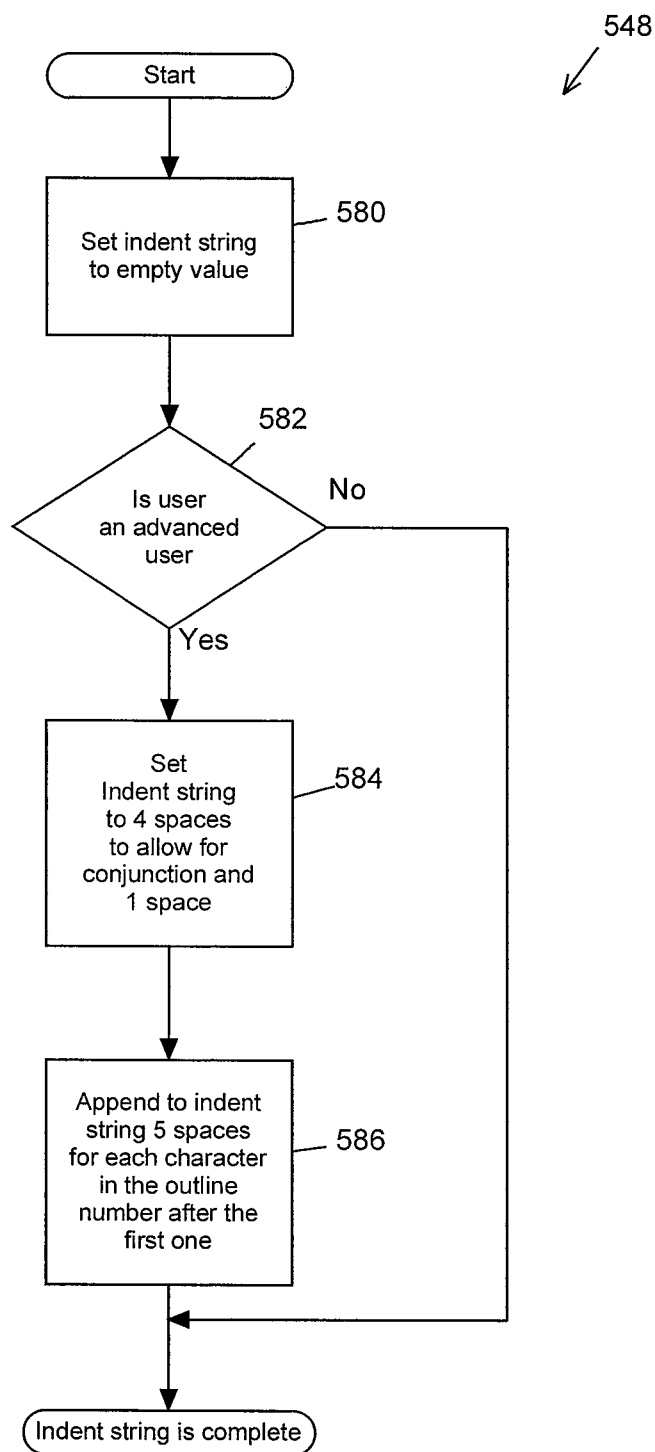 548
Start
580
Set indent string
to empty value
582
Is user
an advanced
user
No
Yes
Set
Indent string
to 4 spaces
to allow for
conjunction and
1 space
584
Append to indent
string 5 spaces
for each character
in the outline
number after the
first one
586
Indent string is complete